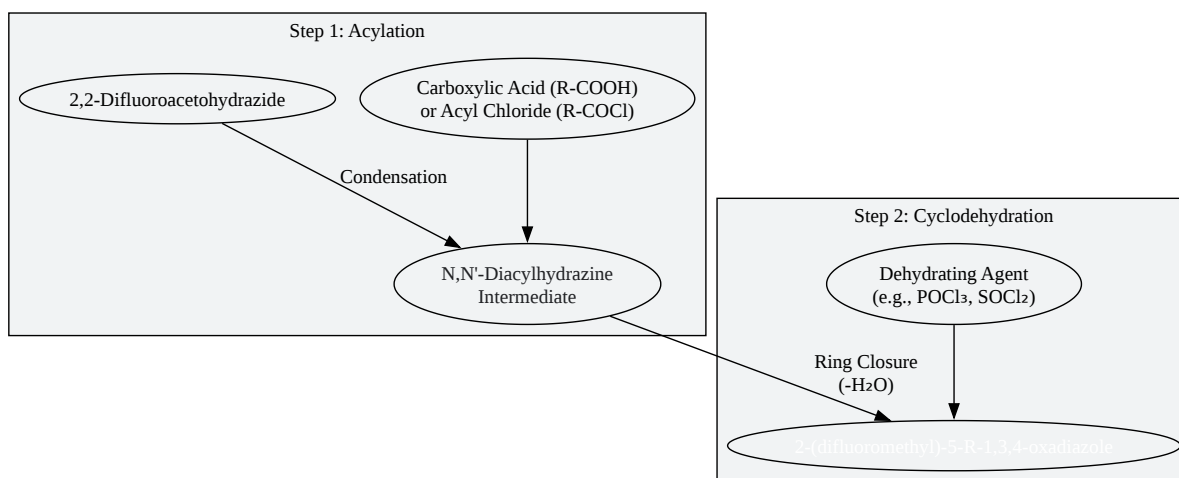 Step 1: Acylation
2,2-Difluoroacetohydrazide
Carboxylic Acid (R-COOH)
or Acyl Chloride (R-COCl)
Condensation
N,N'-Diacylhydrazine
Intermediate
Step 2: Cyclodehydration
Dehydrating Agent
(e.g., POCl₃, SOCl₂)
Ring Closure
(-H₂O)
2-(difluoromethyl)-5-R-1,3,4-oxadiazole